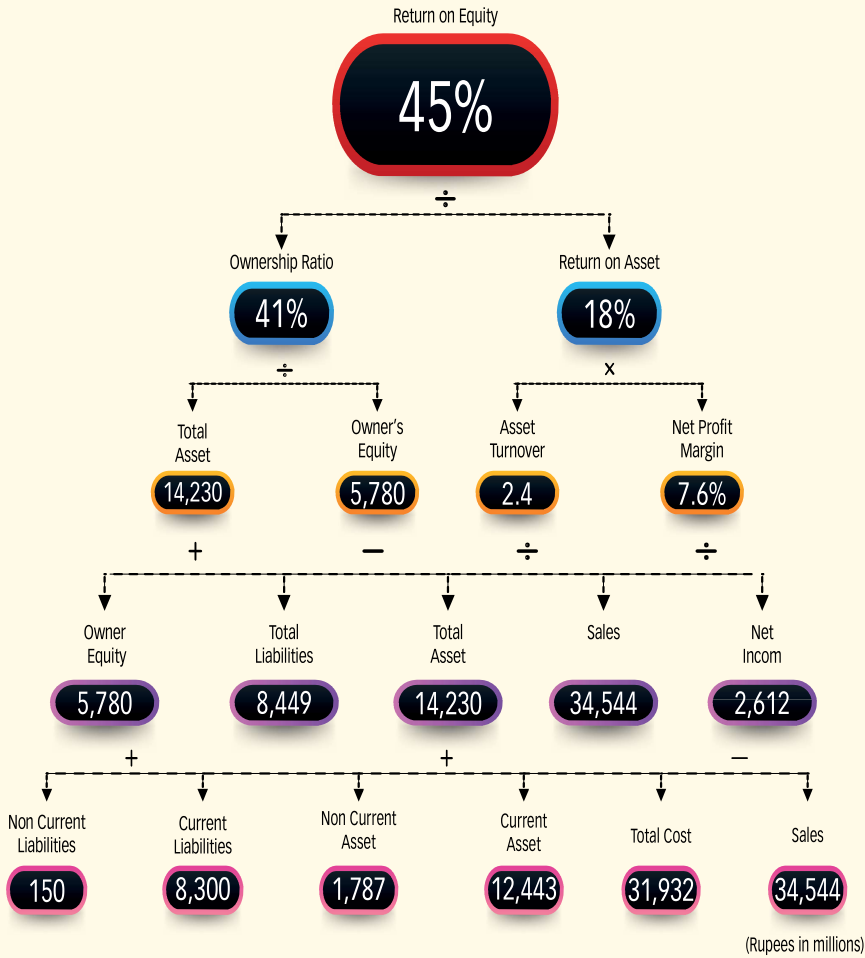 Return on Equity
45%
÷
Ownership Ratio
Return on Asset
41%
18%
÷
×
Total
Asset
Owner's
Equity
Asset
Turnover
Net Profit
Margin
14,230
5,780
2.4
7.6%
+
−
÷
÷
Owner
Equity
Total
Liabilities
Total
Asset
Sales
Net
Incom
5,780
8,449
14,230
34,544
2,612
+
+
−
Non Current
Liabilities
Current
Liabilities
Non Current
Asset
Current
Asset
Total Cost
Sales
150
8,300
1,787
12,443
31,932
34,544
(Rupees in millions)